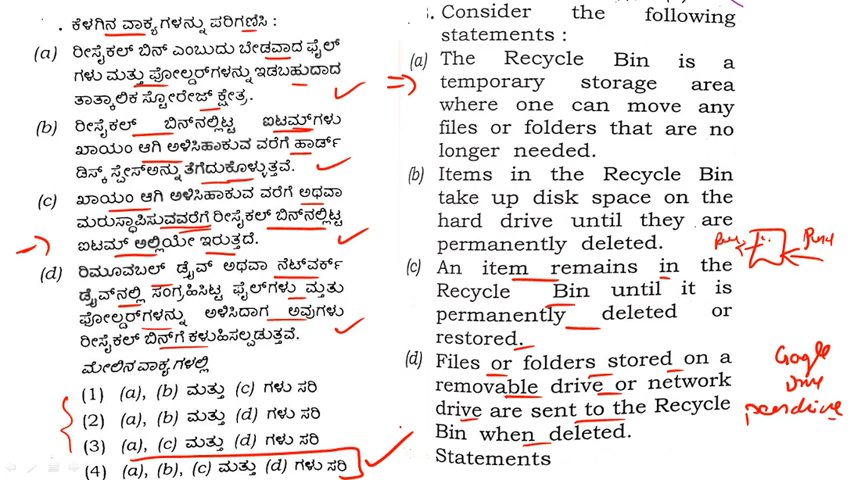 . ಕೆಳಗಿನ ವಾಕ್ಯಗಳನ್ನು ಪರಿಗಣಿಸಿ :
(a) ರೀಸೈಕಲ್ ಬಿನ್ ಎಂಬುದು ಬೇಡವಾದ ಫೈಲ್
ಗಳು ಮತ್ತು ಫೋಲ್ಡರ್‌ಗಳನ್ನು ಇಡಬಹುದಾದ
ತಾತ್ಕಾಲಿಕ ಸ್ಟೋರೇಜ್ ಕ್ಷೇತ್ರ.
(b) ರೀಸೈಕಲ್ ಬಿನ್‌ನಲ್ಲಿಟ್ಟ ಐಟಮ್‌ಗಳು
ಖಾಯಂ ಆಗಿ ಅಳಿಸಿಹಾಕುವ ವರೆಗೆ ಹಾರ್ಡ್
ಡಿಸ್ಕ್ ಸ್ಪೇಸ್‌ಅನ್ನು ತೆಗೆದುಕೊಳ್ಳುತ್ತವೆ.
(c) ಖಾಯಂ ಆಗಿ ಅಳಿಸಿಹಾಕುವ ವರೆಗೆ ಅಥವಾ
ಮರುಸ್ಥಾಪಿಸುವವರೆಗೆ ರೀಸೈಕಲ್ ಬಿನ್‌ನಲ್ಲಿಟ್ಟ
ಐಟಮ್ ಅಲ್ಲಿಯೇ ಇರುತ್ತದೆ.
(d) ರಿಮೂವಬಲ್ ಡ್ರೈವ್ ಅಥವಾ ನೆಟ್‌ವರ್ಕ್
ಡ್ರೈವ್‌ನಲ್ಲಿ ಸಂಗ್ರಹಿಸಿಟ್ಟ ಫೈಲ್‌ಗಳು ಮತ್ತು
ಫೋಲ್ಡರ್‌ಗಳನ್ನು ಅಳಿಸಿದಾಗ ಅವುಗಳು
ರೀಸೈಕಲ್ ಬಿನ್‌ಗೆ ಕಳುಹಿಸಲ್ಪಡುತ್ತವೆ.
ಮೇಲಿನ ವಾಕ್ಯಗಳಲ್ಲಿ
(1) (a), (b) ಮತ್ತು (c) ಗಳು ಸರಿ
(2) (a), (b) ಮತ್ತು (d) ಗಳು ಸರಿ
(3) (a), (c) ಮತ್ತು (d) ಗಳು ಸರಿ
(4) (a), (b), (c) ಮತ್ತು (d) ಗಳು ಸರಿ
. Consider the following
statements :
(a) The Recycle Bin is a
temporary storage area
where one can move any
files or folders that are no
longer needed.
(b) Items in the Recycle Bin
take up disk space on the
hard drive until they are
permanently deleted.
(c) An item remains in the
Recycle Bin until it is
permanently deleted or
restored.
(d) Files or folders stored on a
removable drive or network
drive are sent to the Recycle
Bin when deleted.
Statements
Google
Drive
pendrive